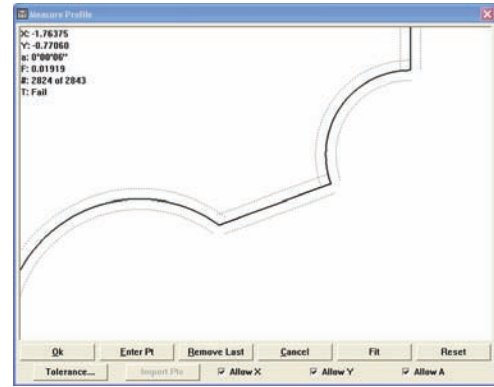 Measure Profile
X: -1.76375
Y: -0.77060
a: 0°00'06"
F: 0.01919
#: 2824 of 2843
T: Fail
Ok Enter Pt Remove Last Cancel Fit Reset
Tolerance... Import Pts Allow X Allow Y Allow A